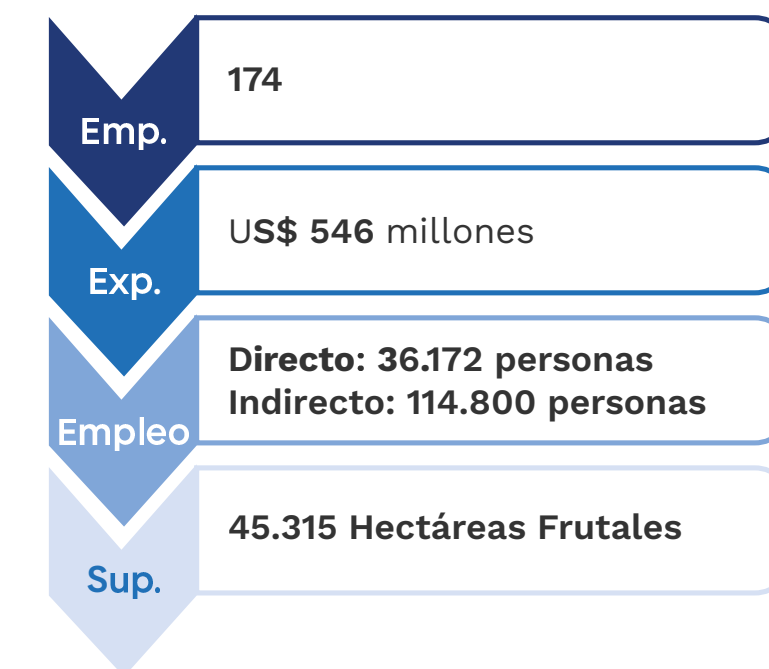 Emp.
174
Exp.
US$ 546 millones
Empleo
Directo: 36.172 personas
Indirecto: 114.800 personas
Sup.
45.315 Hectáreas Frutales